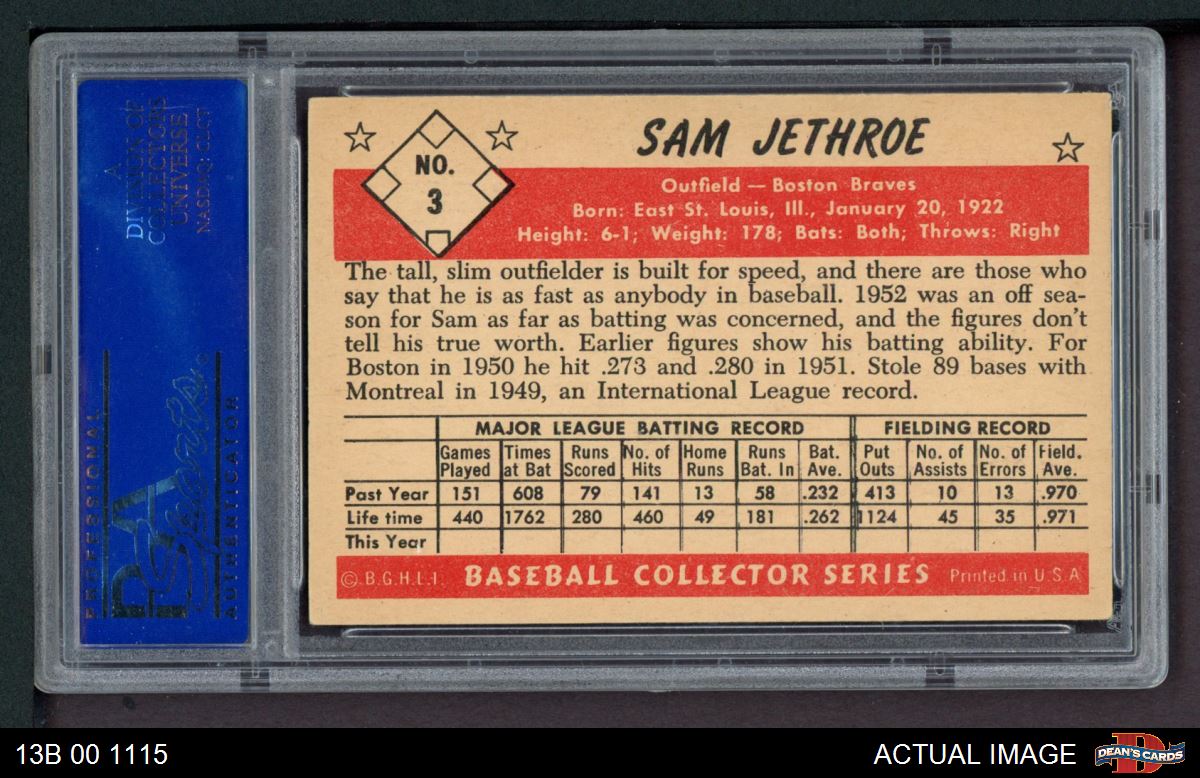 A
DIVISION OF
COLLECTORS
UNIVERSE
NASDAQ: CLCT
PROFESSIONAL
PSA
Sports
AUTHENTICATOR
NO.
3
SAM JETHROE
Outfield — Boston Braves
Born: East St. Louis, Ill., January 20, 1922
Height: 6-1; Weight: 178; Bats: Both; Throws: Right
The tall, slim outfielder is built for speed, and there are those who
say that he is as fast as anybody in baseball. 1952 was an off sea-
son for Sam as far as batting was concerned, and the figures don't
tell his true worth. Earlier figures show his batting ability. For
Boston in 1950 he hit .273 and .280 in 1951. Stole 89 bases with
Montreal in 1949, an International League record.
MAJOR LEAGUE BATTING RECORD FIELDING RECORD
Games Times Runs No. of Home Runs Bat. Put No. of No. of Field.
Played at Bat Scored Hits Runs Bat. In Ave. Outs Assists Errors Ave.
Past Year 151 608 79 141 13 58 .232 413 10 13 .970
Life time 440 1762 280 460 49 181 .262 1124 45 35 .971
This Year
© B.G.H.L.I. BASEBALL COLLECTOR SERIES Printed in U.S.A
13B 00 1115 ACTUAL IMAGE DEAN'S CARDS